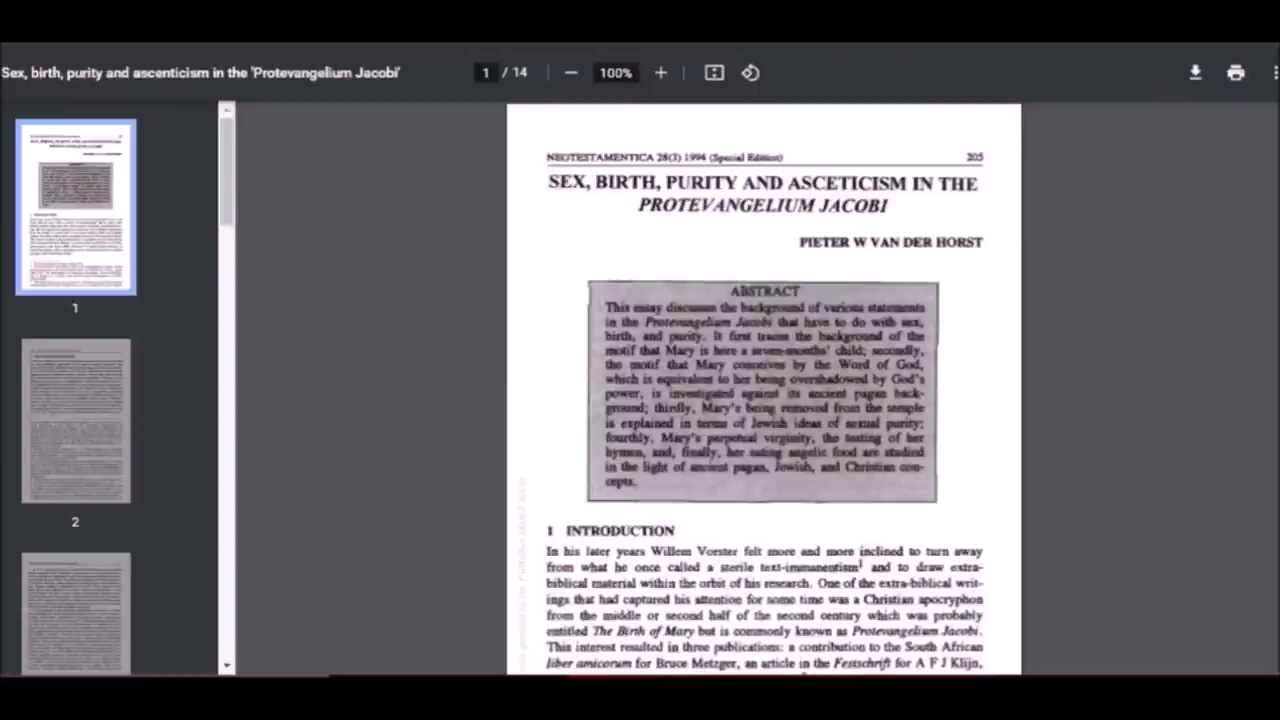 Sex, birth, purity and ascenticism in the 'Protevangelium Jacobi'
1 / 14
100%
1
2
NEOTESTAMENTICA 28(3) 1994 (Special Edition) 205
SEX, BIRTH, PURITY AND ASCETICISM IN THE
PROTEVANGELIUM JACOBI
PIETER W VAN DER HORST
ABSTRACT
This essay discusses the background of various statements
in the Protevangelium Jacobi that have to do with sex,
birth, and purity. It first traces the background of the
motif that Mary is here a seven-months' child; secondly,
the motif that Mary conceives by the Word of God,
which is equivalent to her being overshadowed by God's
power, is investigated against its ancient pagan back-
ground; thirdly, Mary's being removed from the temple
is explained in terms of Jewish ideas of sexual purity;
fourthly, Mary's perpetual virginity, the testing of her
hymen, and, finally, her eating angelic food are studied
in the light of ancient pagan, Jewish, and Christian con-
cepts.
1 INTRODUCTION
In his later years Willem Vorster felt more and more inclined to turn away
from what he once called a sterile text-immanentism1 and to draw extra-
biblical material within the orbit of his research. One of the extra-biblical writ-
ings that had captured his attention for some time was a Christian apocryphon
from the middle or second half of the second century which was probably
entitled The Birth of Mary but is commonly known as Protevangelium Jacobi.
This interest resulted in three publications: a contribution to the South African
liber amicorum for Bruce Metzger, an article in the Festschrift for A F J Klijn,